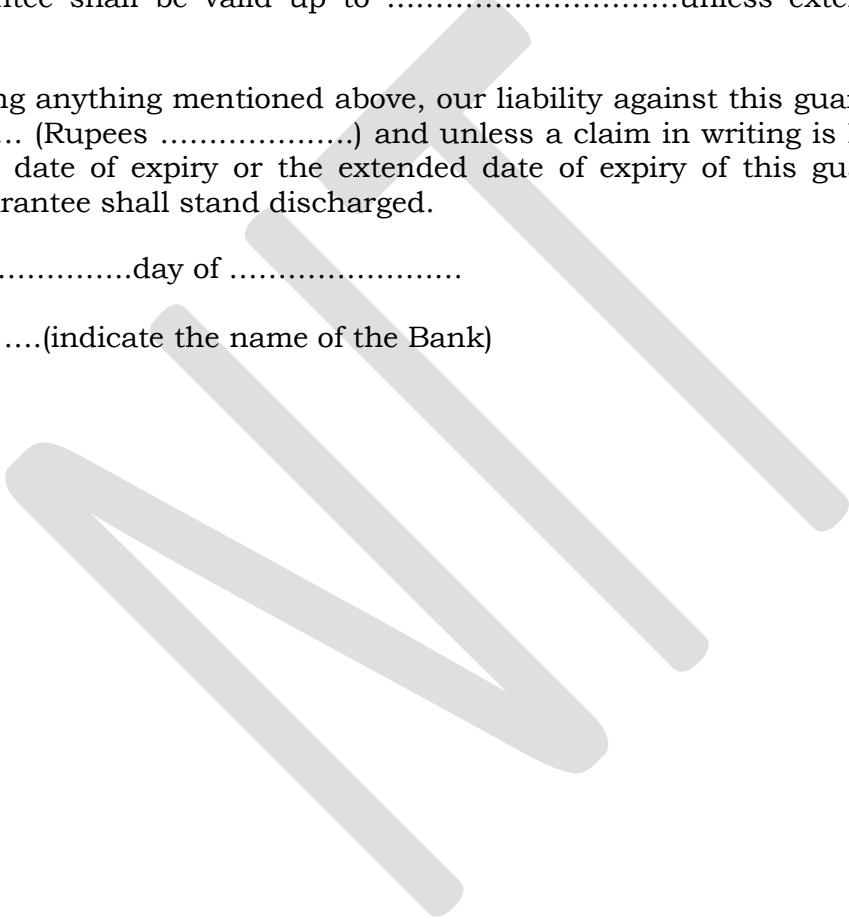 ntee shall be valid up to …………………………unless exte
ng anything mentioned above, our liability against this guar
… (Rupees ………………..) and unless a claim in writing is
date of expiry or the extended date of expiry of this gu
rantee shall stand discharged.
…………….day of ……………………
….(indicate the name of the Bank)
NIT